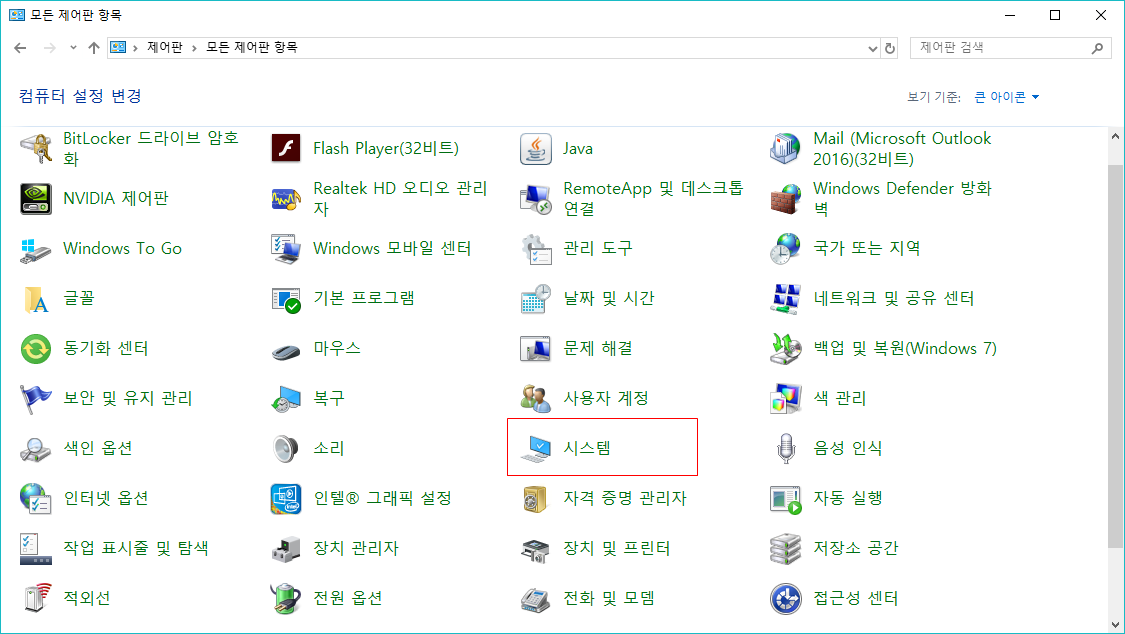 모든 제어판 항목
제어판 모든 제어판 항목
제어판 검색
컴퓨터 설정 변경
보기 기준: 큰 아이콘
BitLocker 드라이브 암호
화
Flash Player(32비트)
Java
Mail (Microsoft Outlook
2016)(32비트)
NVIDIA 제어판
Realtek HD 오디오 관리
자
RemoteApp 및 데스크톱
연결
Windows Defender 방화
벽
Windows To Go
Windows 모바일 센터
관리 도구
국가 또는 지역
글꼴
기본 프로그램
날짜 및 시간
네트워크 및 공유 센터
동기화 센터
마우스
문제 해결
백업 및 복원(Windows 7)
보안 및 유지 관리
복구
사용자 계정
색 관리
색인 옵션
소리
시스템
음성 인식
인터넷 옵션
인텔® 그래픽 설정
자격 증명 관리자
자동 실행
작업 표시줄 및 탐색
장치 관리자
장치 및 프린터
저장소 공간
적외선
전원 옵션
전화 및 모뎀
접근성 센터